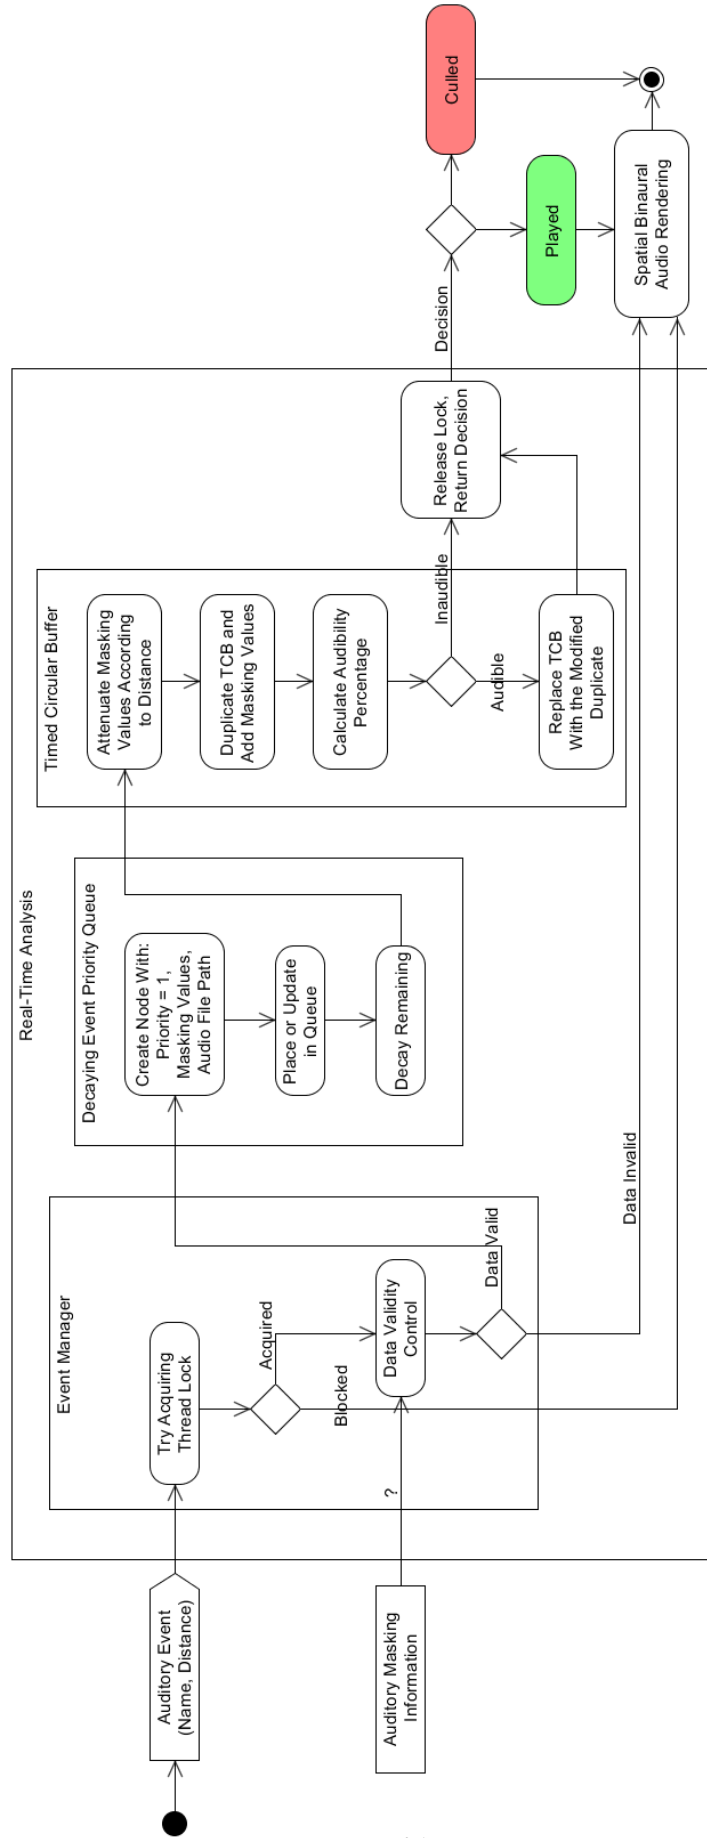 Real-Time Analysis
Auditory Event
(Name, Distance)
Auditory Masking
Information
?
Event Manager
Try Acquiring
Thread Lock
Acquired
Blocked
Data Validity
Control
Data Valid
Data Invalid
Decaying Event Priority Queue
Create Node With:
Priority = 1,
Masking Values,
Audio File Path
Place or Update
in Queue
Decay Remaining
Timed Circular Buffer
Attenuate Masking
Values According
to Distance
Duplicate TCB and
Add Masking Values
Calculate Audibility
Percentage
Inaudible
Audible
Replace TCB
With the Modified
Duplicate
Release Lock,
Return Decision
Decision
Culled
Played
Spatial Binaural
Audio Rendering